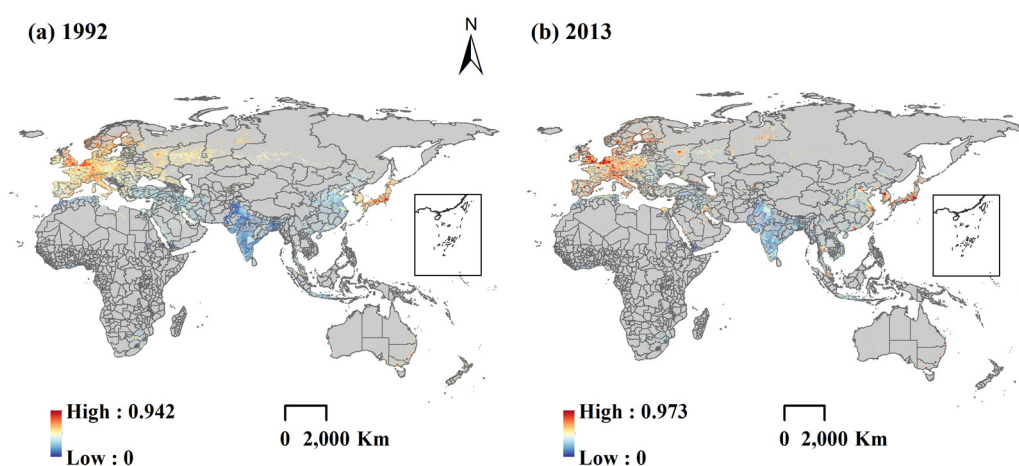 (a) 1992
N
(b) 2013
High : 0.942
Low : 0
0 2,000 Km
High : 0.973
Low : 0
0 2,000 Km